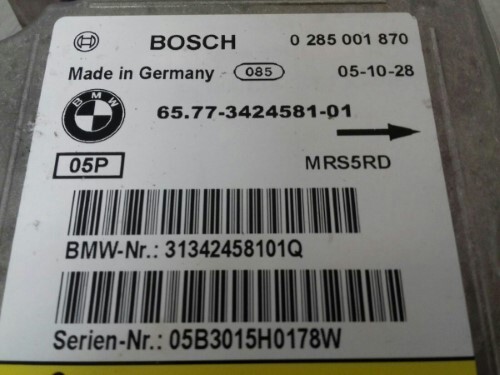 BOSCH 0 285 001 870
Made in Germany 085 05-10-28
BMW 65.77-3424581-01
05P MRS5RD
BMW-Nr.: 31342458101Q
Serien-Nr.: 05B3015H0178W